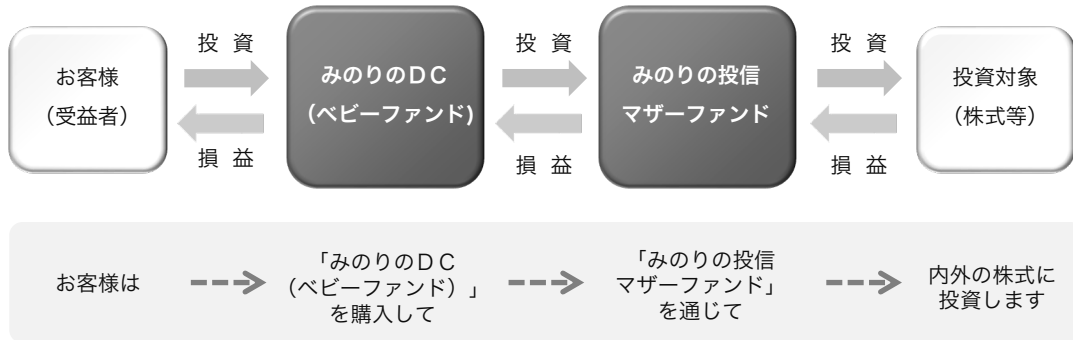 投 資
投 資
投 資
お客様
（受益者）
みのりのＤＣ
（ベビーファンド)
みのりの投信
マザーファンド
投資対象
（株式等）
損 益
損 益
損 益
お客様は
「みのりのＤＣ
（ベビーファンド）」
を購入して
「みのりの投信
マザーファンド」
を通じて
内外の株式に
投資します